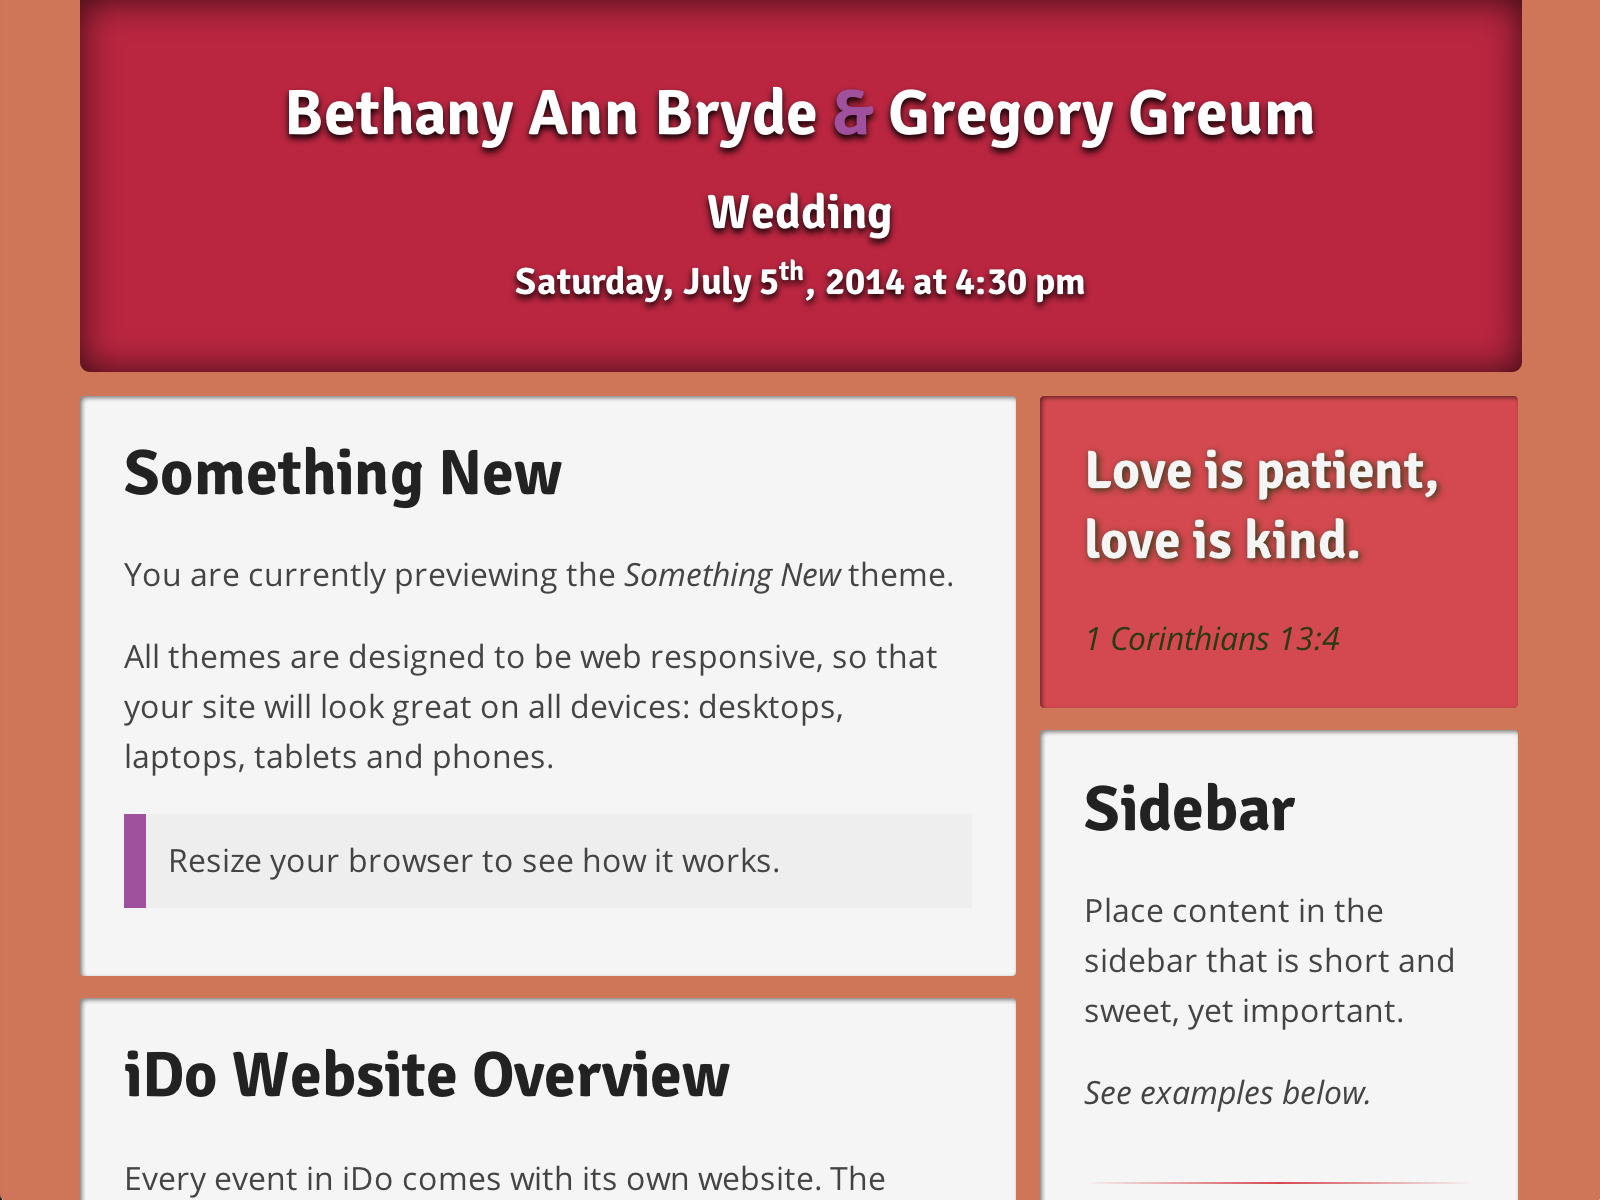 Bethany Ann Bryde & Gregory Greum
Wedding
Saturday, July 5th, 2014 at 4:30 pm
Something New
You are currently previewing the Something New theme.
All themes are designed to be web responsive, so that
your site will look great on all devices: desktops,
laptops, tablets and phones.
Resize your browser to see how it works.
iDo Website Overview
Every event in iDo comes with its own website. The
Love is patient,
love is kind.
1 Corinthians 13:4
Sidebar
Place content in the
sidebar that is short and
sweet, yet important.
See examples below.